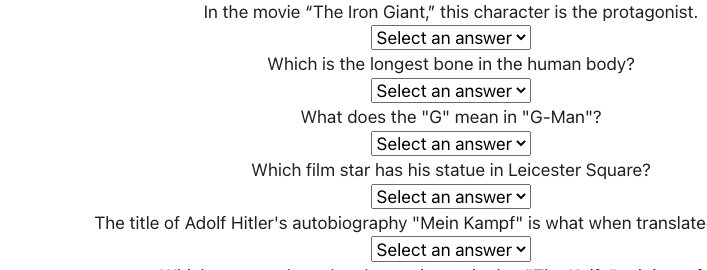 In the movie “The Iron Giant,” this character is the protagonist.
Select an answer
Which is the longest bone in the human body?
Select an answer
What does the "G" mean in "G-Man"?
Select an answer
Which film star has his statue in Leicester Square?
Select an answer
The title of Adolf Hitler's autobiography "Mein Kampf" is what when translate
Select an answer